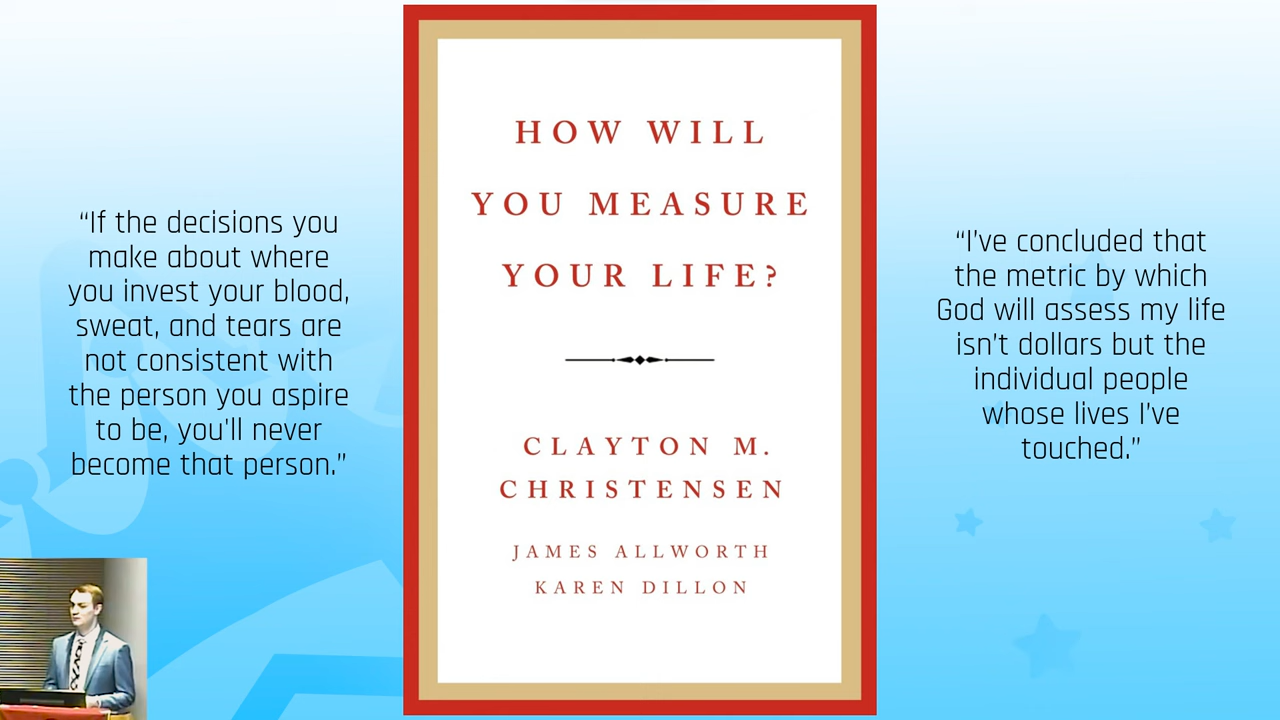 “If the decisions you
make about where
you invest your blood,
sweat, and tears are
not consistent with
the person you aspire
to be, you’ll never
become that person.”
HOW WILL
YOU MEASURE
YOUR LIFE?
CLAYTON M.
CHRISTENSEN
JAMES ALLWORTH
KAREN DILLON
“I’ve concluded that
the metric by which
God will assess my life
isn’t dollars but the
individual people
whose lives I’ve
touched.”